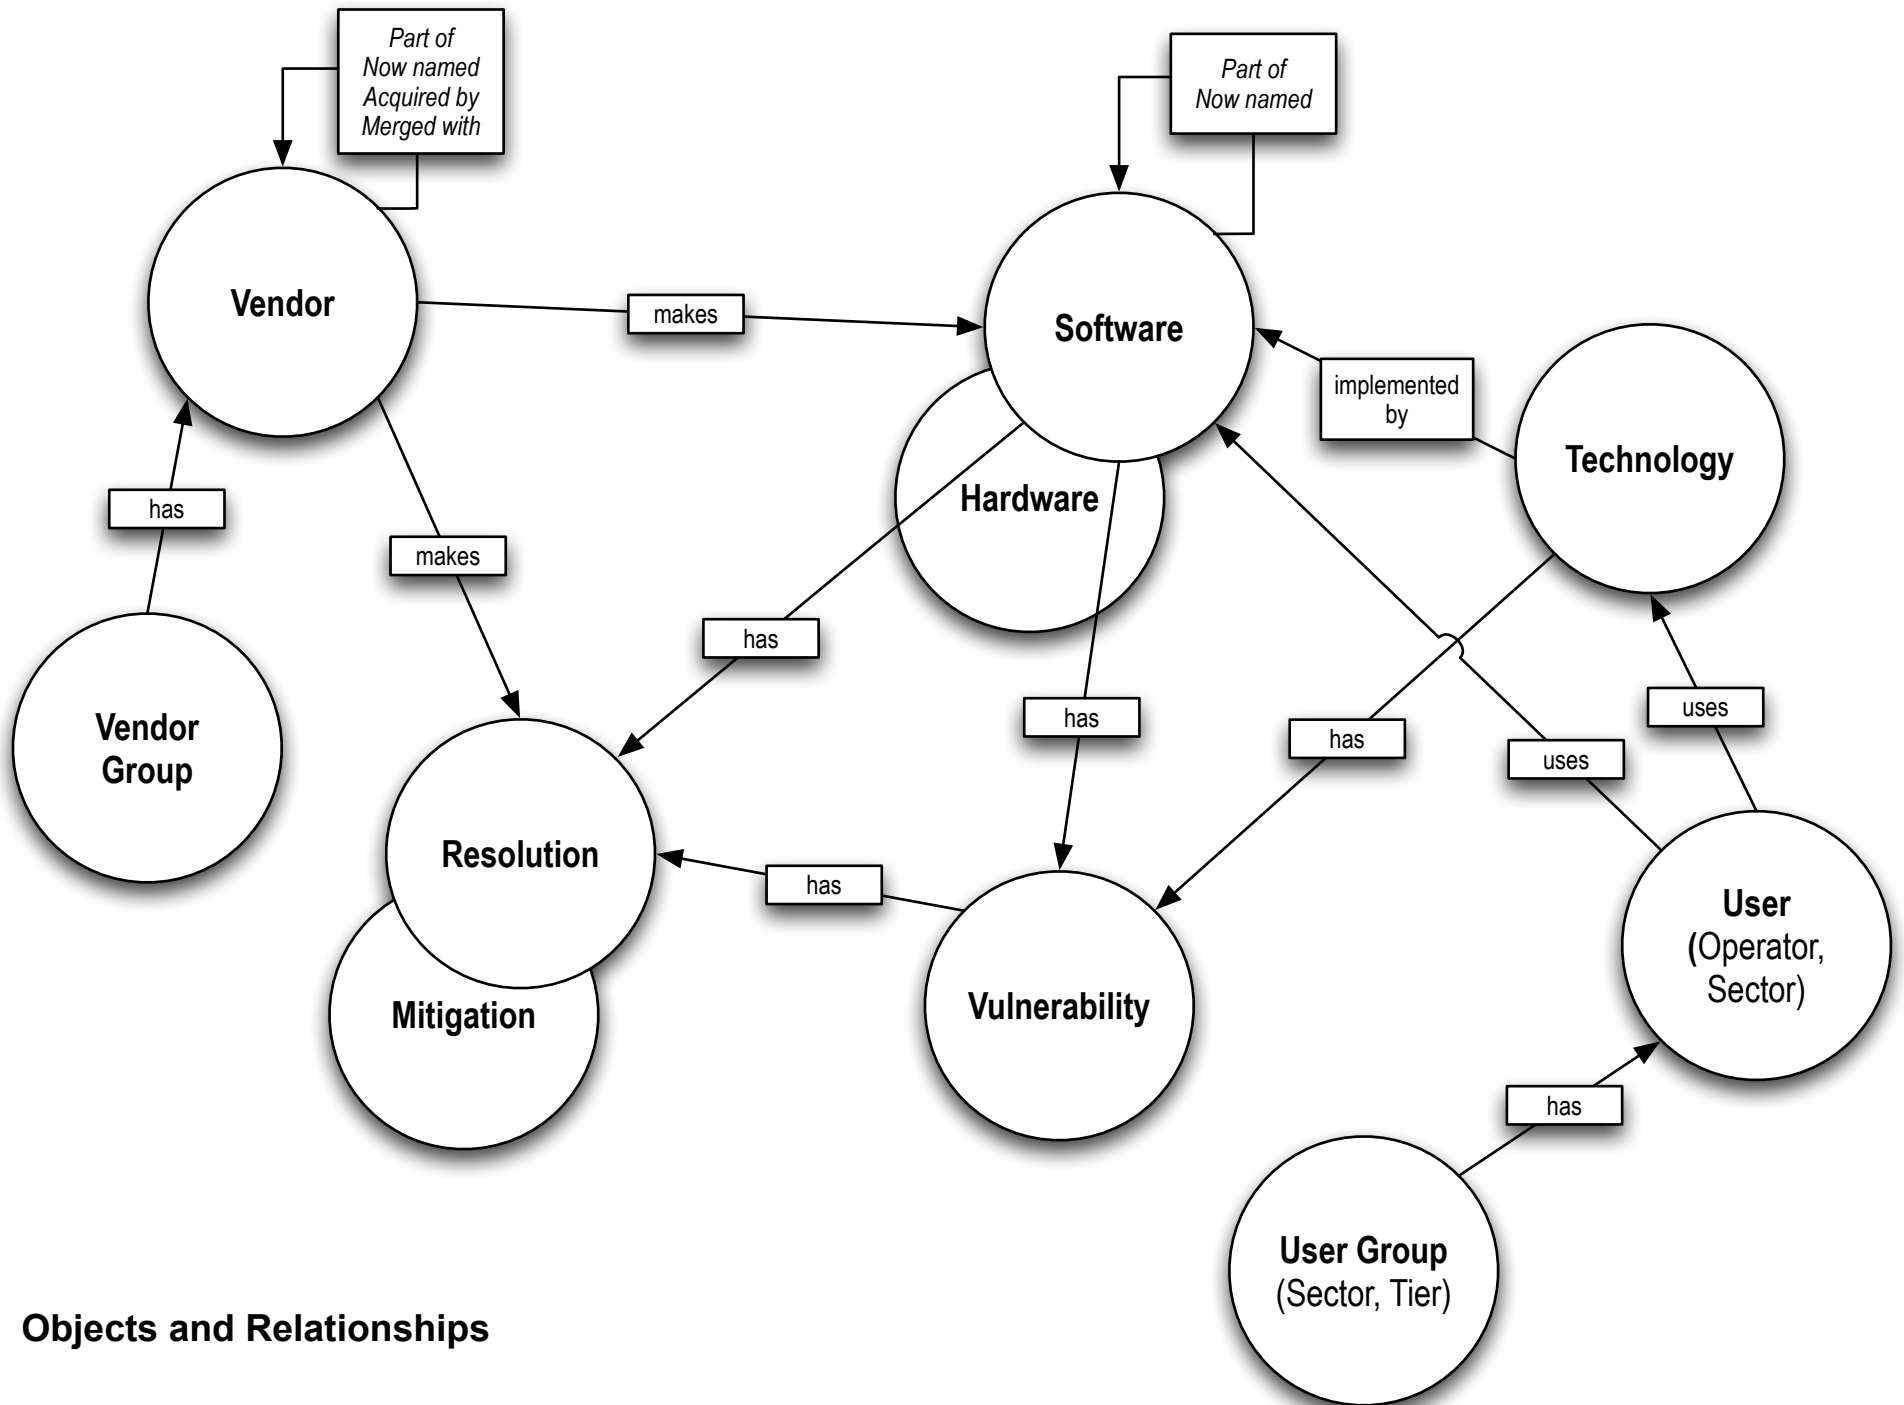 Part of
Now named
Acquired by
Merged with
Part of
Now named
Vendor
makes
Software
implemented
by
Technology
Hardware
has
makes
has
has
uses
has
uses
Vendor
Group
Resolution
has
User
(Operator,
Sector)
Mitigation
Vulnerability
has
User Group
(Sector, Tier)
Objects and Relationships